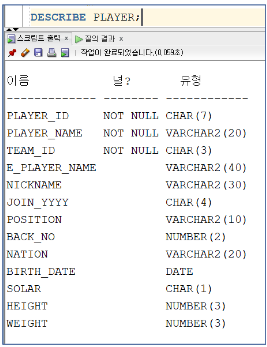 DESCRIBE PLAYER;
스크립트 출력 × 질의 결과 ×
작업이 완료되었습니다.(0.059초)
이름 널? 유형
------------- -------- ------------
PLAYER_ID NOT NULL CHAR(7)
PLAYER_NAME NOT NULL VARCHAR2(20)
TEAM_ID NOT NULL CHAR(3)
E_PLAYER_NAME VARCHAR2(40)
NICKNAME VARCHAR2(30)
JOIN_YYYY CHAR(4)
POSITION VARCHAR2(10)
BACK_NO NUMBER(2)
NATION VARCHAR2(20)
BIRTH_DATE DATE
SOLAR CHAR(1)
HEIGHT NUMBER(3)
WEIGHT NUMBER(3)